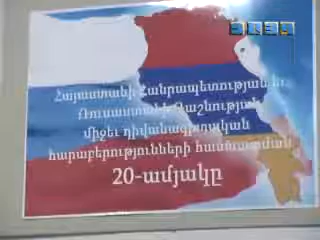 Հայաստանի Հանրապետության եւ
Ռուսաստանի Դաշնության
միջեւ դիվանագիտական
հարաբերությունների հաստատման
20-ամյակը